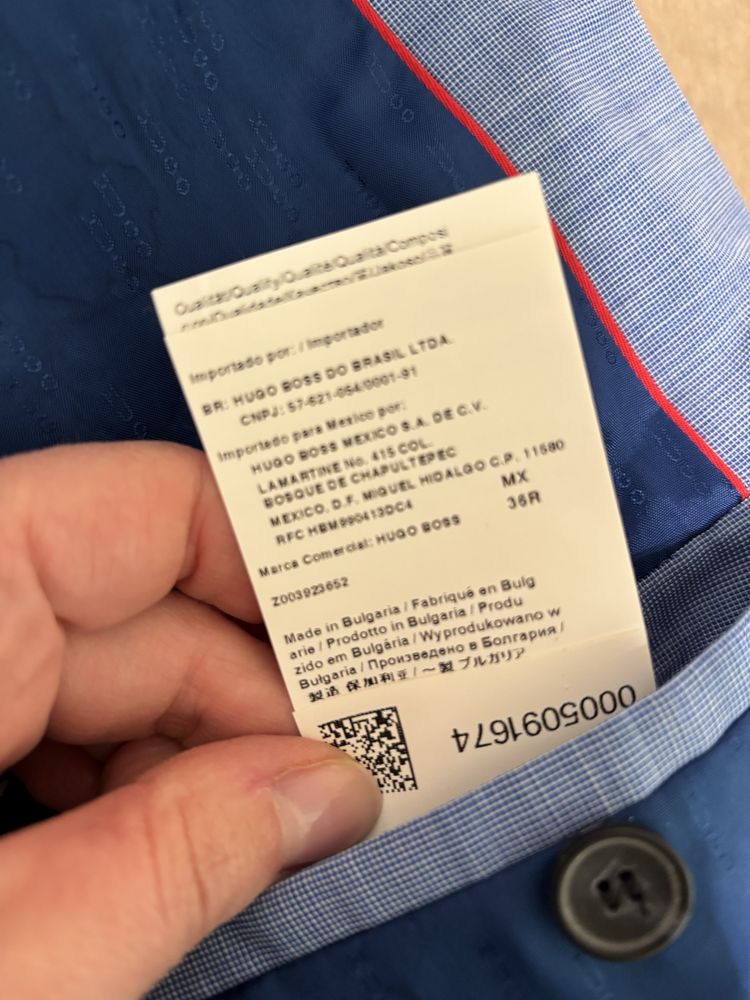 Qualität/Quality/Qualité/Qualità/Composi
Importado por: / Importador
BR: HUGO BOSS DO BRASIL LTDA.
CNPJ: 57-621-054/0001-91
Importado para Mexico por:
HUGO BOSS MEXICO S.A. DE C.V.
LAMARTINE No. 415 COL.
BOSQUE DE CHAPULTEPEC
MEXICO, D.F. MIGUEL HIDALGO C.P. 11580
RFC HBM990413DC4
MX
36R
Marca Comercial: HUGO BOSS
Z003923652
Made in Bulgaria / Fabriqué en Bulg
arie / Prodotto in Bulgaria / Produ
zido em Bulgária / Wyprodukowano w
Bułgaria / Произведено в Болгария /
製造 保加利亚 / ～製 ブルガリア
0005091674